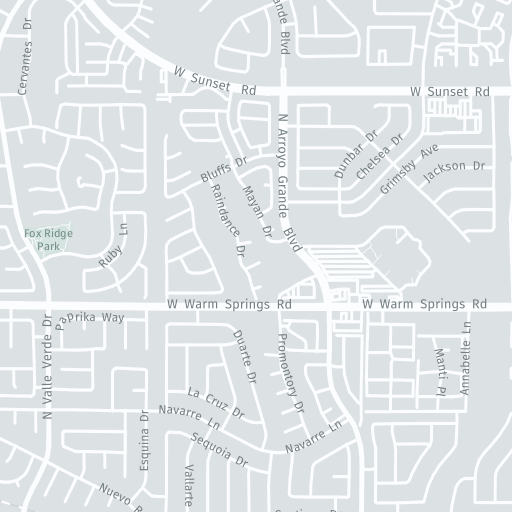 Cervantes Dr
W Sunset Rd
nde Blvd
W Sunset Rd
N Arroyo Grande Blvd
Dunbar Dr
Chelsea Dr
Grimsby Ave
Jackson Dr
Bluffs Dr
Mayan Dr
Raindance Dr
Fox Ridge
Park
Ruby Ln
W Warm Springs Rd
W Warm Springs Rd
Paprika Way
N Valle Verde Dr
Duarte Dr
Promontory Dr
Manti Pl
Annabelle Ln
La Cruz Dr
Navarre Ln
Esquina Dr
Sequoia Dr
Navarre Ln
Vallarte
Nuevo R